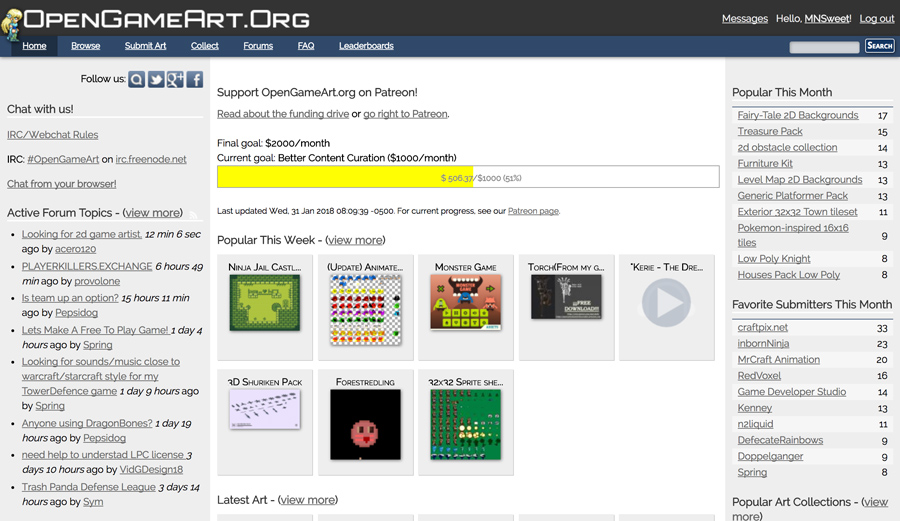 OpenGameArt.Org
Messages Hello, MNSweet! Log out
Home Browse Submit Art Collect Forums FAQ Leaderboards
Search
Follow us:
Chat with us!
IRC/Webchat Rules
IRC: #OpenGameArt on irc.freenode.net
Chat from your browser!
Active Forum Topics - (view more)
Looking for 2d game artist. 12 min 6 sec
ago by acero120
PLAYERKILLERS.EXCHANGE 6 hours 49
min ago by provolone
Is team up an option? 15 hours 11 min
ago by Pepsidog
Lets Make A Free To Play Game! 1 day 4
hours ago by Spring
Looking for sounds/music close to
warcraft/starcraft style for my
TowerDefence game 1 day 9 hours ago
by Spring
Anyone using DragonBones? 1 day 19
hours ago by Pepsidog
need help to understad LPC license 3
days 10 hours ago by VidGDesign18
Trash Panda Defense League 3 days 14
hours ago by Sym
Support OpenGameArt.org on Patreon!
Read about the funding drive or go right to Patreon.
Final goal: $2000/month
Current goal: Better Content Curation ($1000/month)
$ 506.37/$1000 (51%)
Last updated Wed, 31 Jan 2018 08:09:39 -0500. For current progress, see our Patreon page.
Popular This Week - (view more)
Ninja Jail Castl...
(Update) Animate...
Monster Game
MONSTER GAME
Torch(From my g...
FREE
DOWNLOAD!!!
"Kerie - The Dre...
3D Shuriken Pack
Forestredling
32x32 Sprite she...
Latest Art - (view more)
Popular This Month
Fairy-Tale 2D Backgrounds 17
Treasure Pack 15
2d obstacle collection 14
Furniture Kit 13
Level Map 2D Backgrounds 13
Generic Platformer Pack 13
Exterior 32x32 Town tileset 11
Pokemon-inspired 16x16
tiles 9
Low Poly Knight 8
Houses Pack Low Poly 8
Favorite Submitters This Month
craftpix.net 33
inbornNinja 23
MrCraft Animation 20
RedVoxel 16
Game Developer Studio 14
Kenney 13
n2liquid 11
DefecateRainbows 9
Doppelganger 9
Spring 8
Popular Art Collections - (view
more)